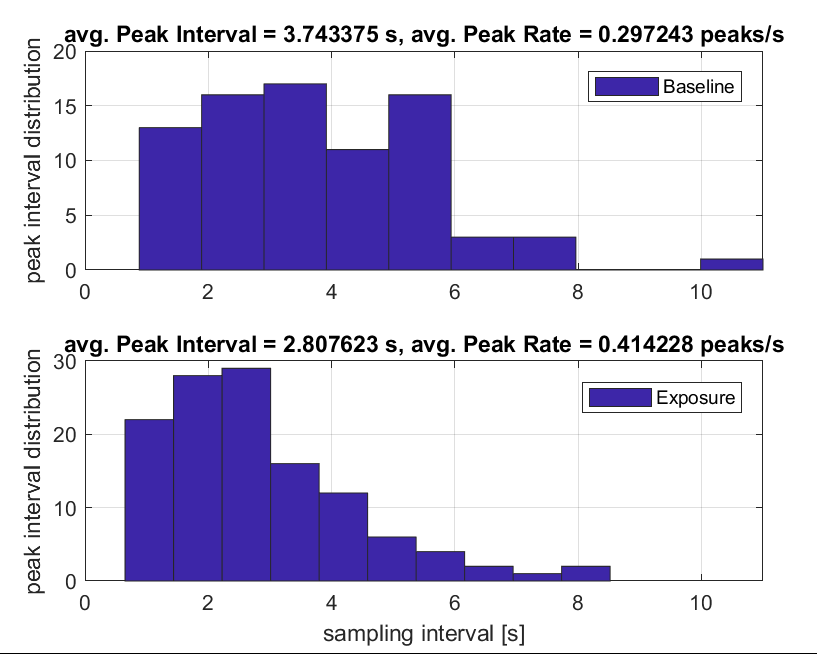 avg. Peak Interval = 3.743375 s, avg. Peak Rate = 0.297243 peaks/s
peak interval distribution
20
15
10
5
0
Baseline
0 2 4 6 8 10
avg. Peak Interval = 2.807623 s, avg. Peak Rate = 0.414228 peaks/s
peak interval distribution
30
20
10
0
Exposure
0 2 4 6 8 10
sampling interval [s]